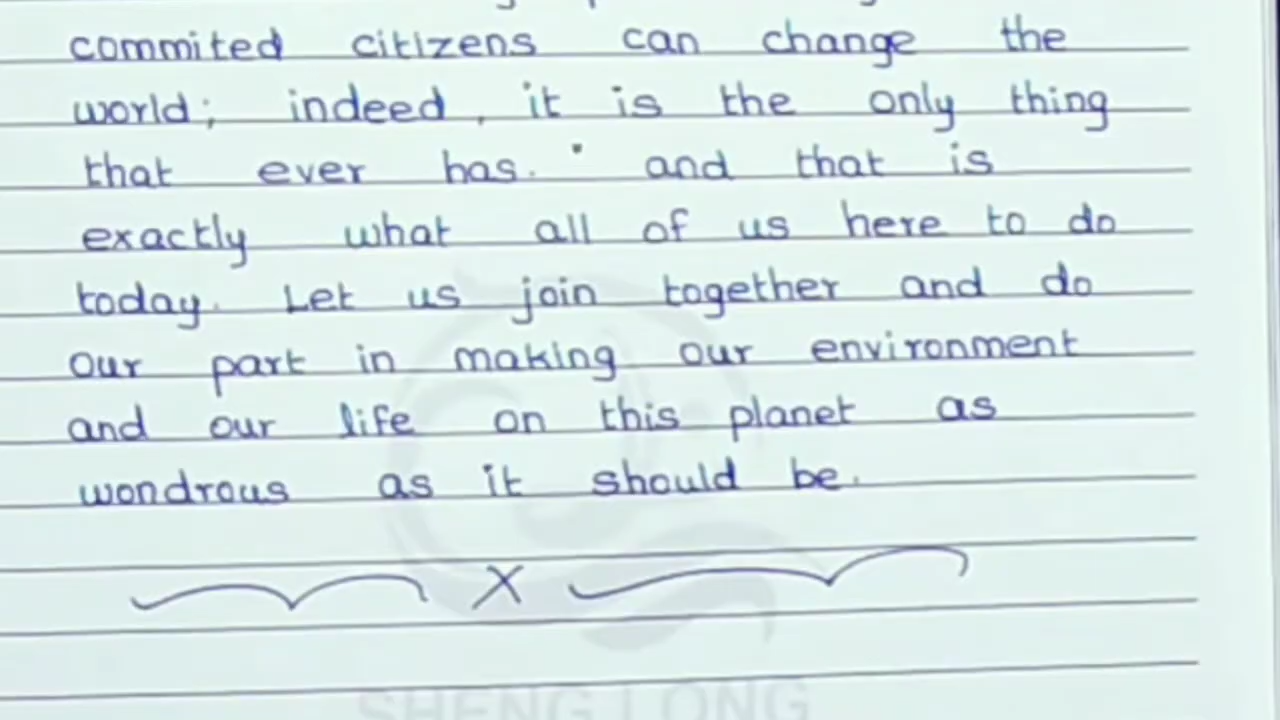 commited citizens can change the
world; indeed, it is the only thing
that ever has." and that is
exactly what all of us here to do
today. Let us join together and do
our part in making our environment
and our life on this planet as
wondrous as it should be.
X
SHENG LONG